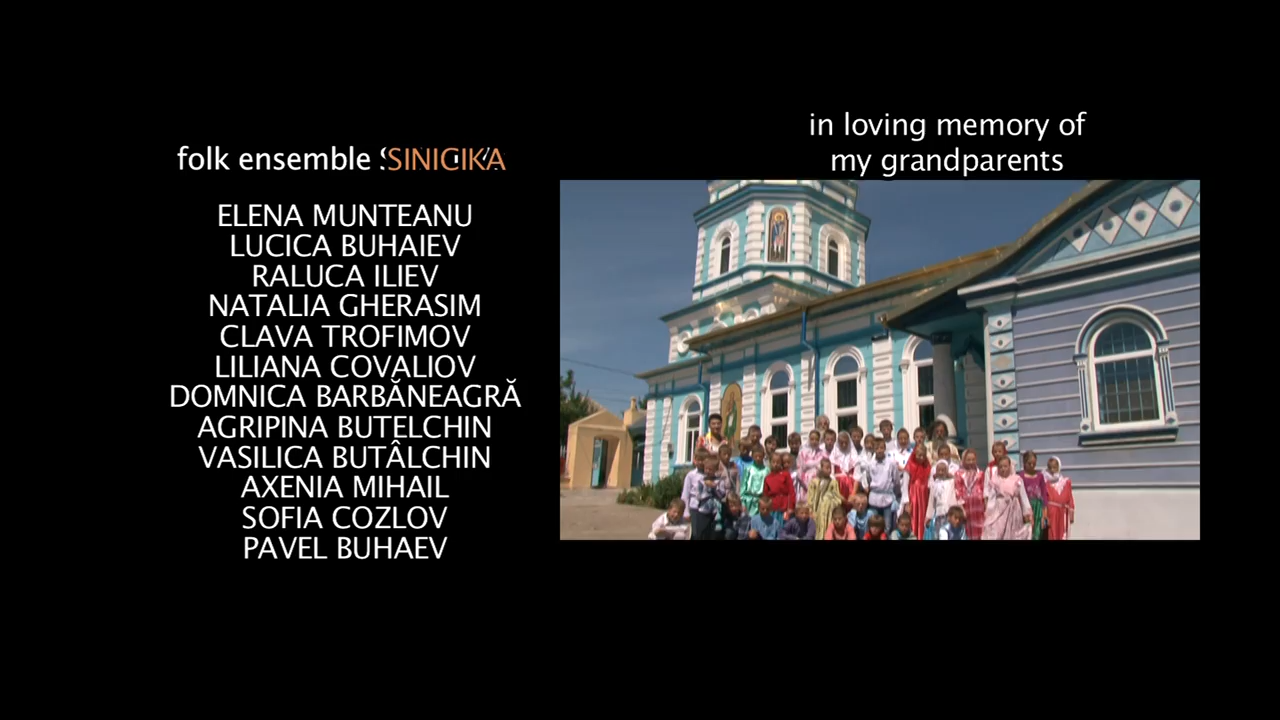 folk ensemble SINICIKA
ELENA MUNTEANU
LUCICA BUHAIEV
RALUCA ILIEV
NATALIA GHERASIM
CLAVA TROFIMOV
LILIANA COVALIOV
DOMNICA BARBĂNEAGRĂ
AGRIPINA BUTELCHIN
VASILICA BUTÂLCHIN
AXENIA MIHAIL
SOFIA COZLOV
PAVEL BUHAEV
in loving memory of
my grandparents